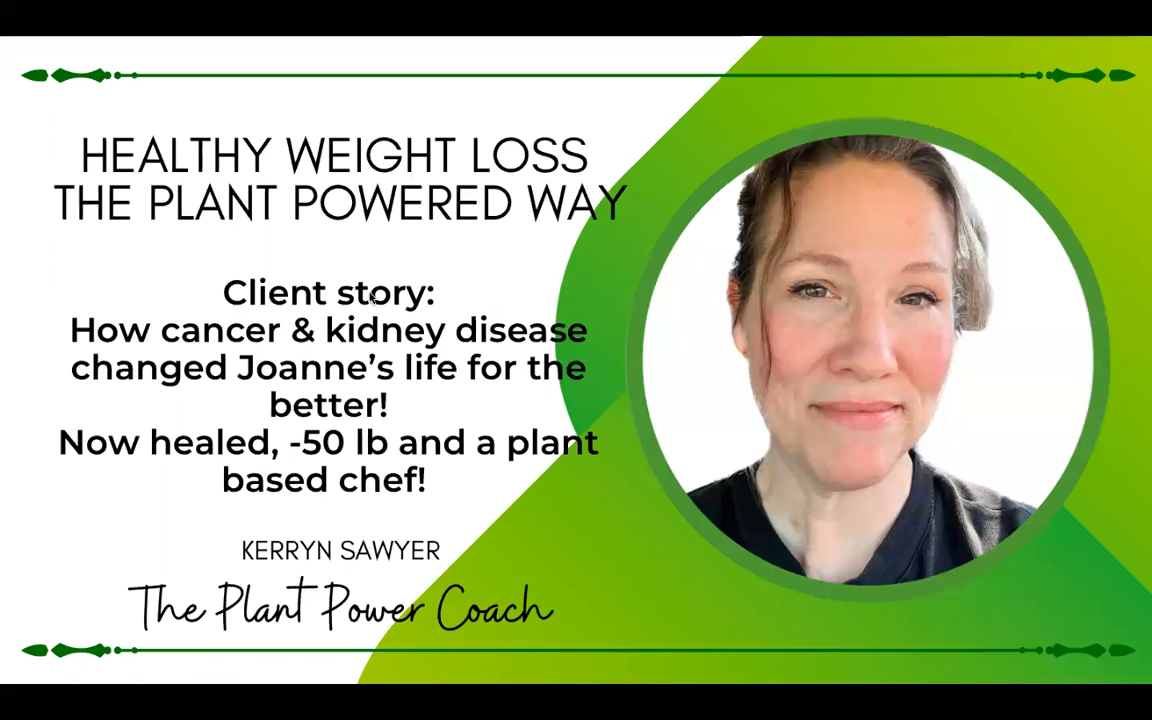 HEALTHY WEIGHT LOSS
THE PLANT POWERED WAY
Client story:
How cancer & kidney disease
changed Joanne’s life for the
better!
Now healed, -50 lb and a plant
based chef!
KERRYN SAWYER
The Plant Power Coach